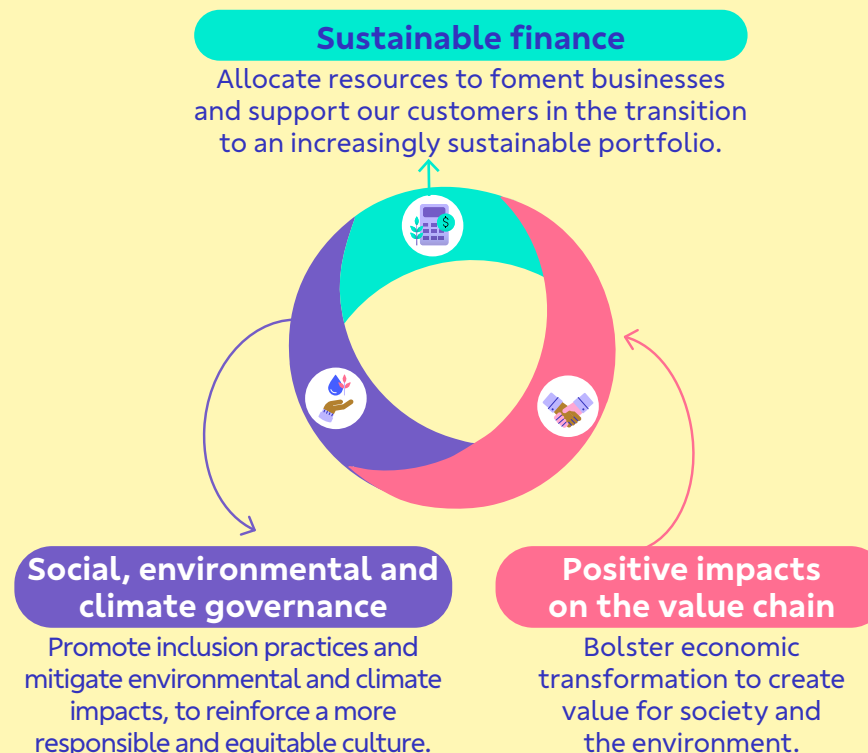 Sustainable finance
Allocate resources to foment businesses
and support our customers in the transition
to an increasingly sustainable portfolio.
$
Social, environmental and
climate governance
Promote inclusion practices and
mitigate environmental and climate
impacts, to reinforce a more
responsible and equitable culture.
Positive impacts
on the value chain
Bolster economic
transformation to create
value for society and
the environment.